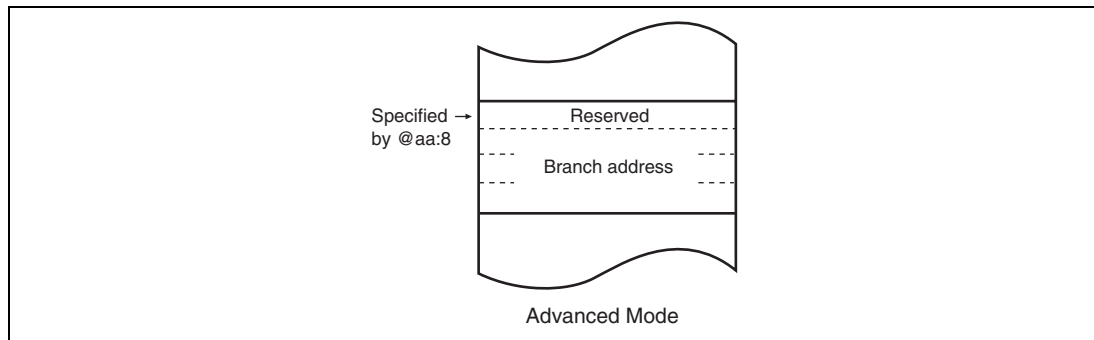 Specified →
by @aa:8
Reserved
Branch address
Advanced Mode